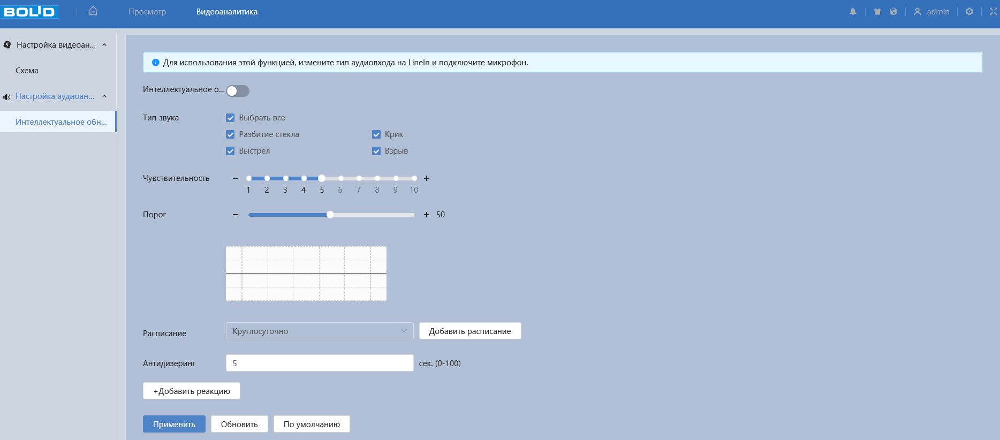 BOLID
Просмотр
Видеоаналитика
admin
Настройка видеоан...
Схема
Настройка аудиоан...
Интеллектуальное обн...
Для использования этой функцией, измените тип аудиовхода на LineIn и подключите микрофон.
Интеллектуальное о...
Тип звука
Выбрать все
Разбитие стекла
Крик
Выстрел
Взрыв
Чувствительность
1 2 3 4 5 6 7 8 9 10
Порог
50
Расписание
Круглосуточно
Добавить расписание
Антидизеринг
5
сек. (0-100)
+Добавить реакцию
Применить
Обновить
По умолчанию